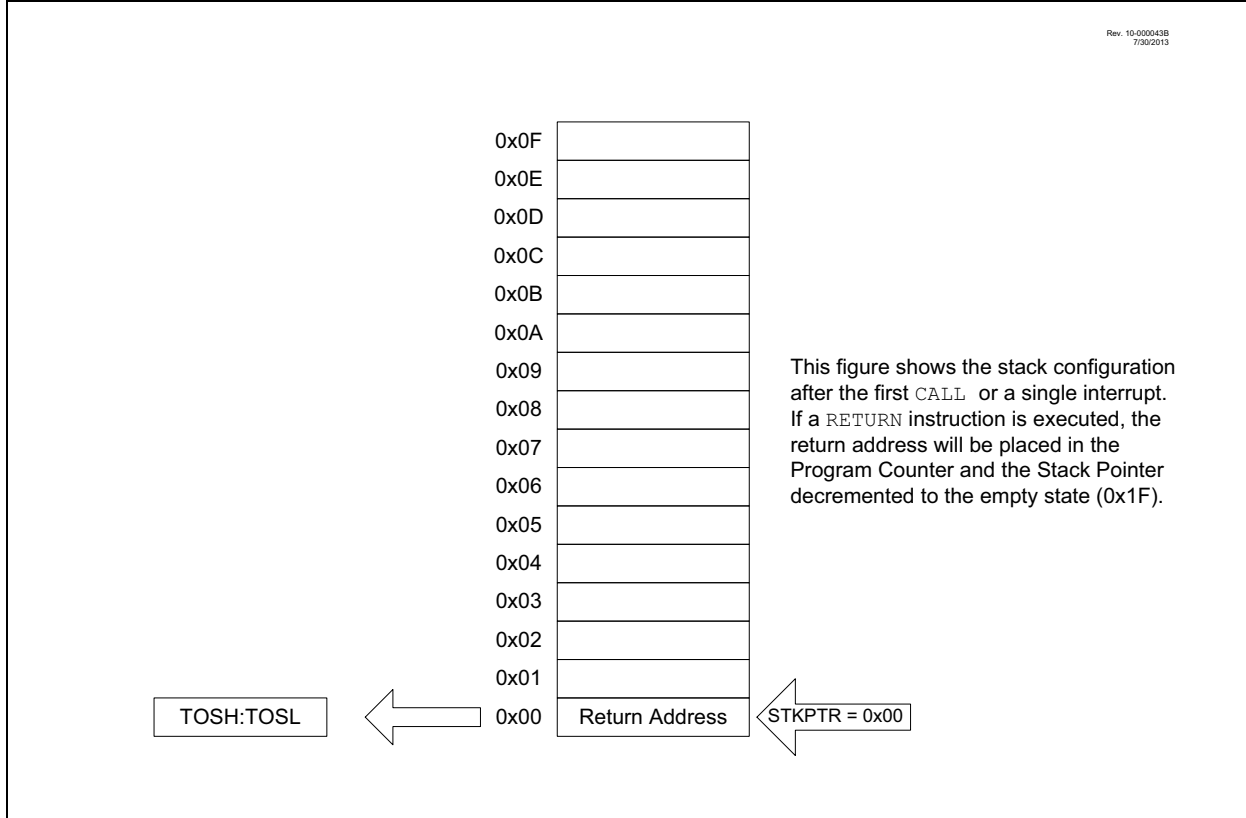 Rev. 10-000043B
7/30/2013
0x0F
0x0E
0x0D
0x0C
0x0B
0x0A
0x09
0x08
0x07
0x06
0x05
0x04
0x03
0x02
0x01
This figure shows the stack configuration
after the first CALL or a single interrupt.
If a RETURN instruction is executed, the
return address will be placed in the
Program Counter and the Stack Pointer
decremented to the empty state (0x1F).
TOSH:TOSL
0x00
Return Address
STKPTR = 0x00